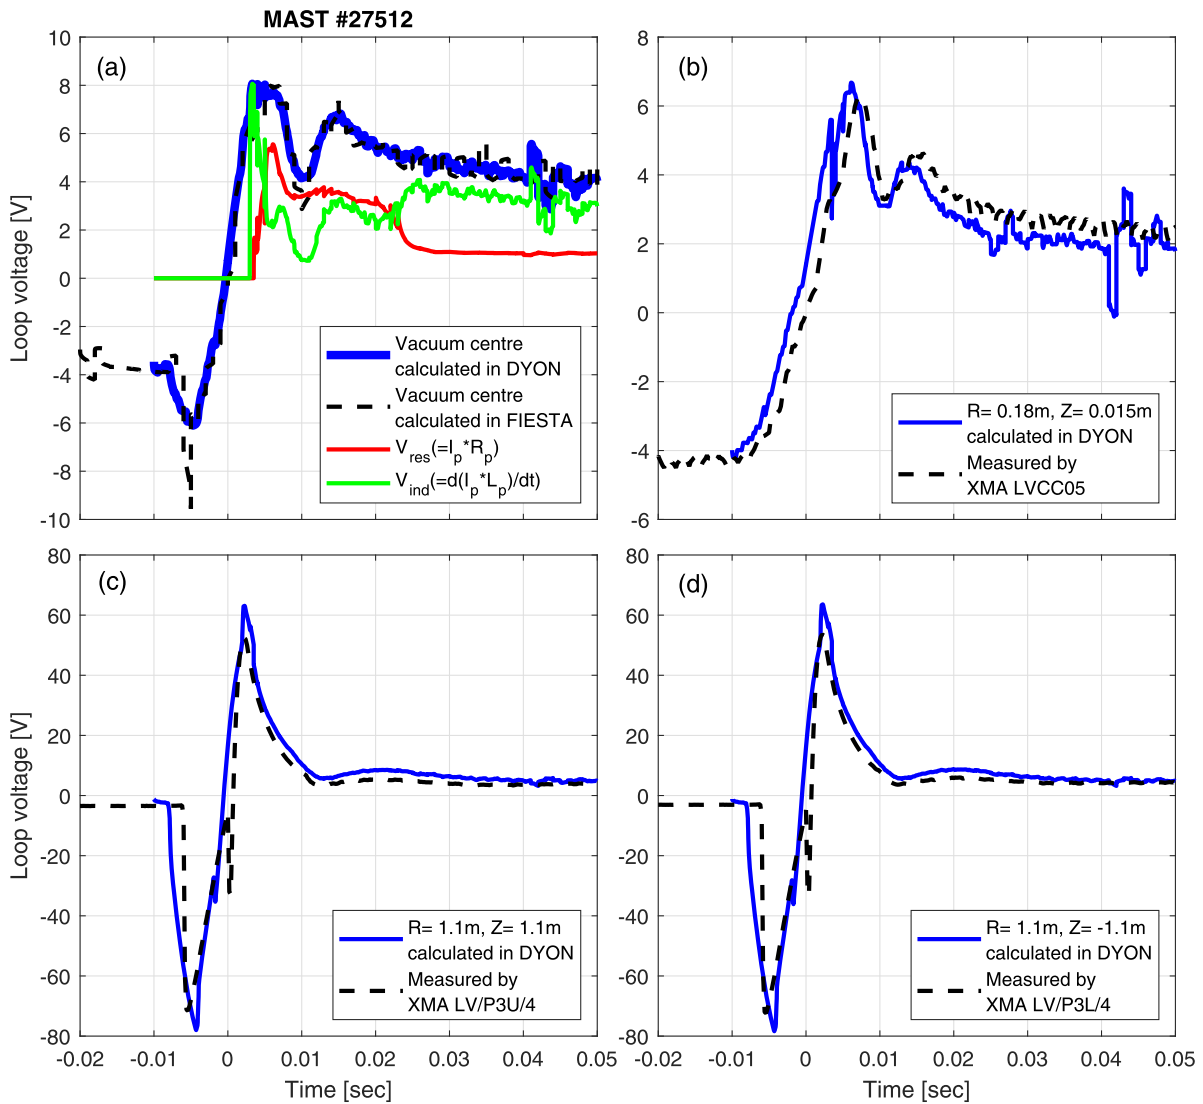 MAST #27512
(a)
Loop voltage [V]
10
8
6
4
2
0
-2
-4
-6
-8
-10
Vacuum centre
calculated in DYON
Vacuum centre
calculated in FIESTA
V_res(=I_p*R_p)
V_ind(=d(I_p*L_p)/dt)
(b)
8
6
4
2
0
-2
-4
-6
R= 0.18m, Z= 0.015m
calculated in DYON
Measured by
XMA LVCC05
(c)
Loop voltage [V]
80
60
40
20
0
-20
-40
-60
-80
R= 1.1m, Z= 1.1m
calculated in DYON
Measured by
XMA LV/P3U/4
-0.02 -0.01 0 0.01 0.02 0.03 0.04 0.05
Time [sec]
(d)
80
60
40
20
0
-20
-40
-60
-80
R= 1.1m, Z= -1.1m
calculated in DYON
Measured by
XMA LV/P3L/4
-0.02 -0.01 0 0.01 0.02 0.03 0.04 0.05
Time [sec]